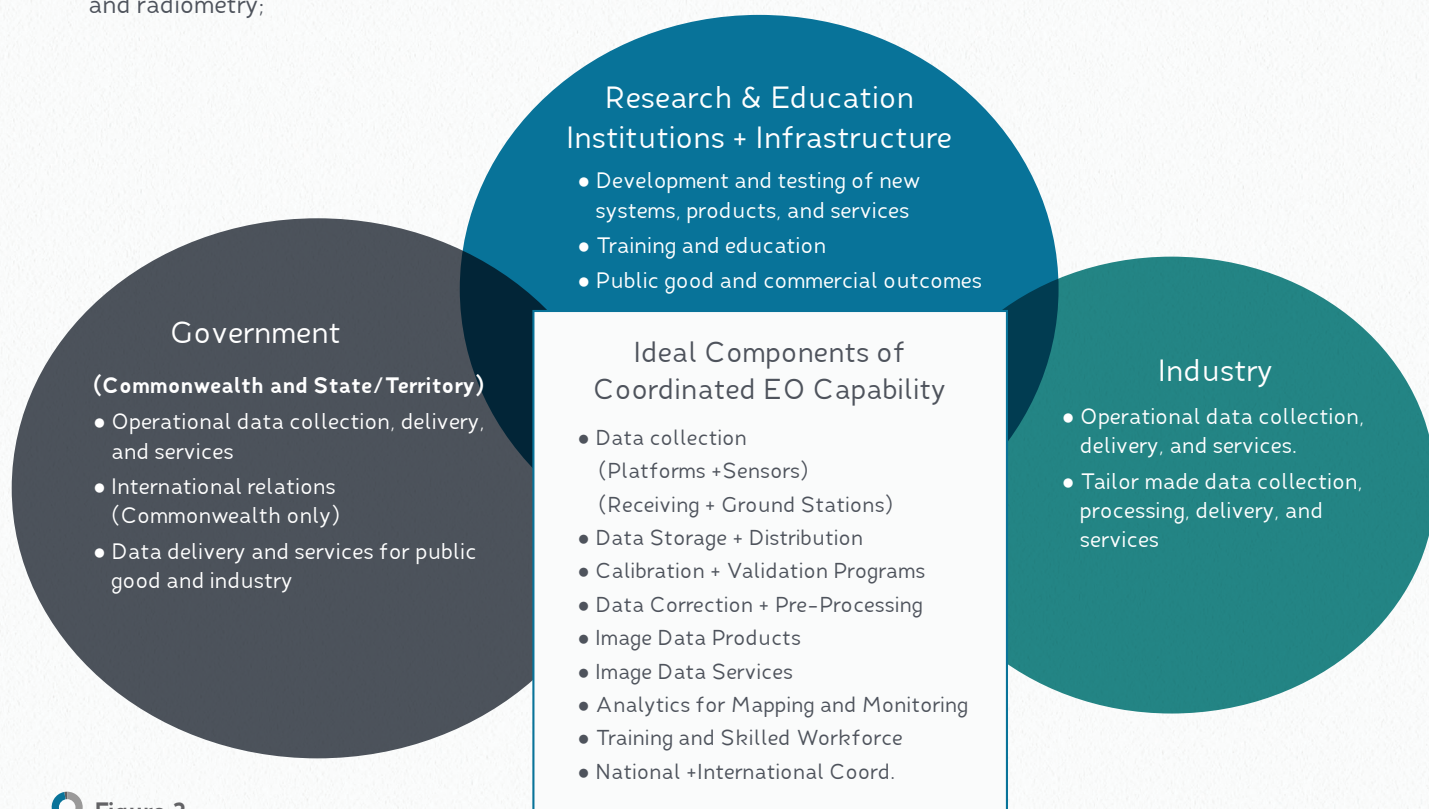 and radiometry;
Research & Education
Institutions + Infrastructure
● Development and testing of new
systems, products, and services
● Training and education
● Public good and commercial outcomes
Government
(Commonwealth and State/Territory)
● Operational data collection, delivery,
and services
● International relations
(Commonwealth only)
● Data delivery and services for public
good and industry
Ideal Components of
Coordinated EO Capability
● Data collection
(Platforms +Sensors)
(Receiving + Ground Stations)
● Data Storage + Distribution
● Calibration + Validation Programs
● Data Correction + Pre-Processing
● Image Data Products
● Image Data Services
● Analytics for Mapping and Monitoring
● Training and Skilled Workforce
● National +International Coord.
Industry
● Operational data collection,
delivery, and services.
● Tailor made data collection,
processing, delivery, and
services
Figure 2